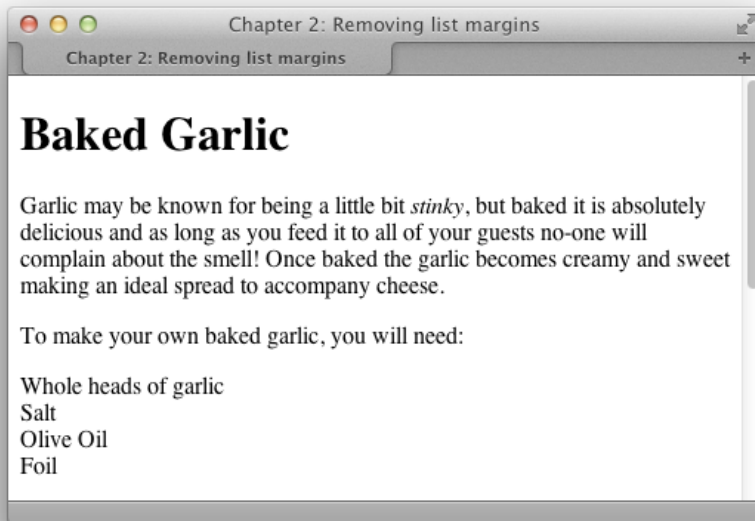 Chapter 2: Removing list margins
Chapter 2: Removing list margins
Baked Garlic
Garlic may be known for being a little bit stinky, but baked it is absolutely
delicious and as long as you feed it to all of your guests no-one will
complain about the smell! Once baked the garlic becomes creamy and sweet
making an ideal spread to accompany cheese.
To make your own baked garlic, you will need:
Whole heads of garlic
Salt
Olive Oil
Foil